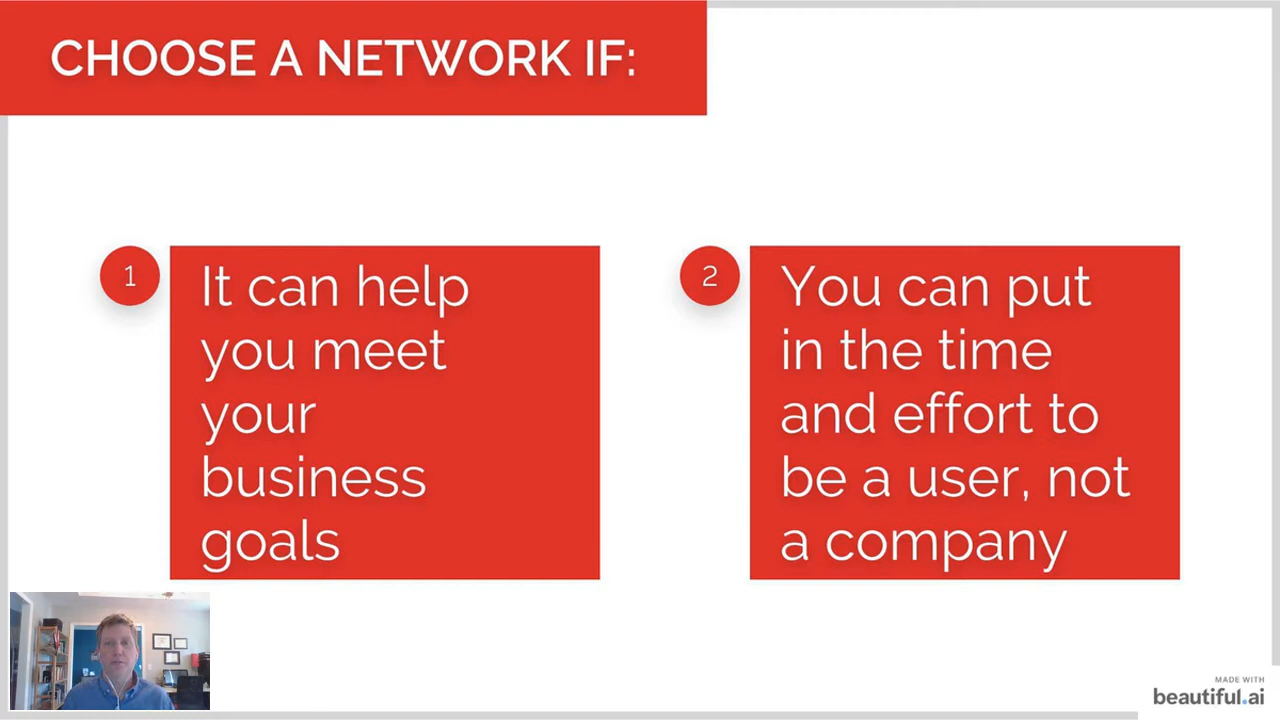 CHOOSE A NETWORK IF:
1
It can help
you meet
your
business
goals
2
You can put
in the time
and effort to
be a user, not
a company
MADE WITH
beautiful.ai